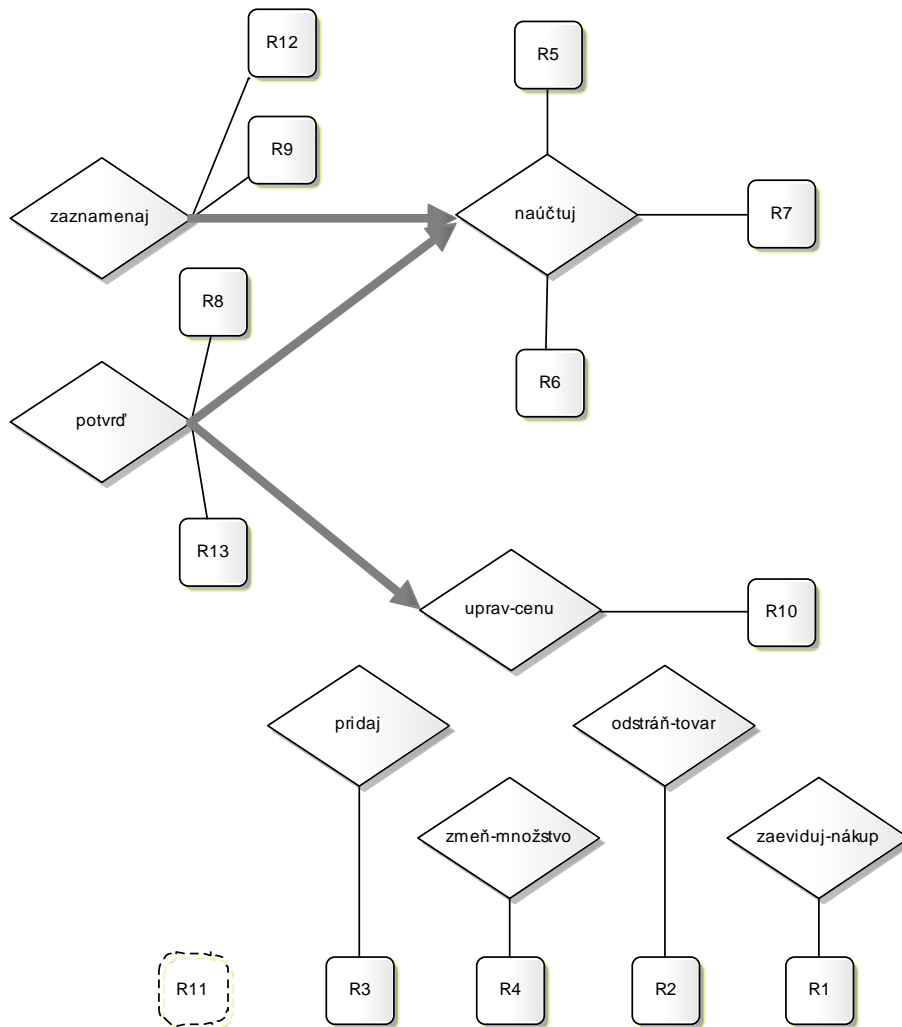 R12
R5
R9
zaznamenaj
naúčtuj
R7
R8
R6
potvrď
R13
uprav-cenu
R10
pridaj
odstráň-tovar
zmeň-množstvo
zaeviduj-nákup
R11
R3
R4
R2
R1